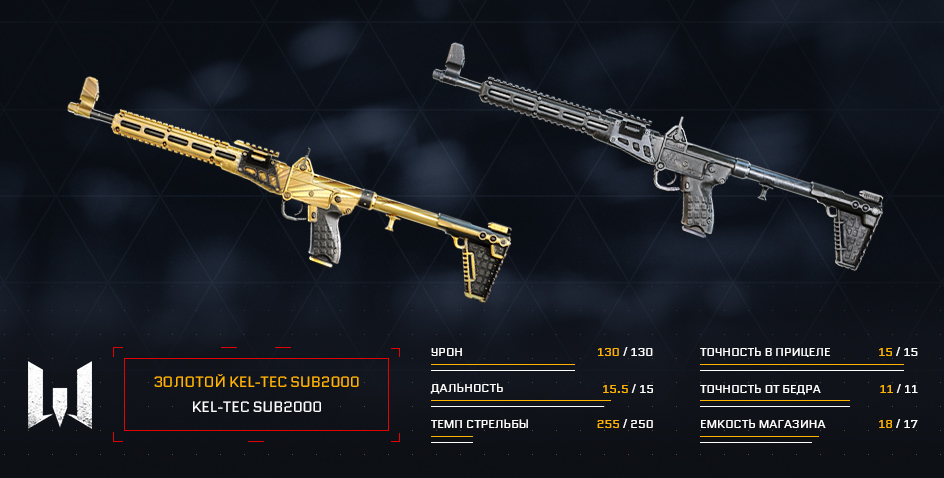 ЗОЛОТОЙ KEL-TEC SUB2000
KEL-TEC SUB2000
УРОН 130 / 130
ДАЛЬНОСТЬ 15.5 / 15
ТЕМП СТРЕЛЬБЫ 255 / 250
ТОЧНОСТЬ В ПРИЦЕЛЕ 15 / 15
ТОЧНОСТЬ ОТ БЕДРА 11 / 11
ЕМКОСТЬ МАГАЗИНА 18 / 17